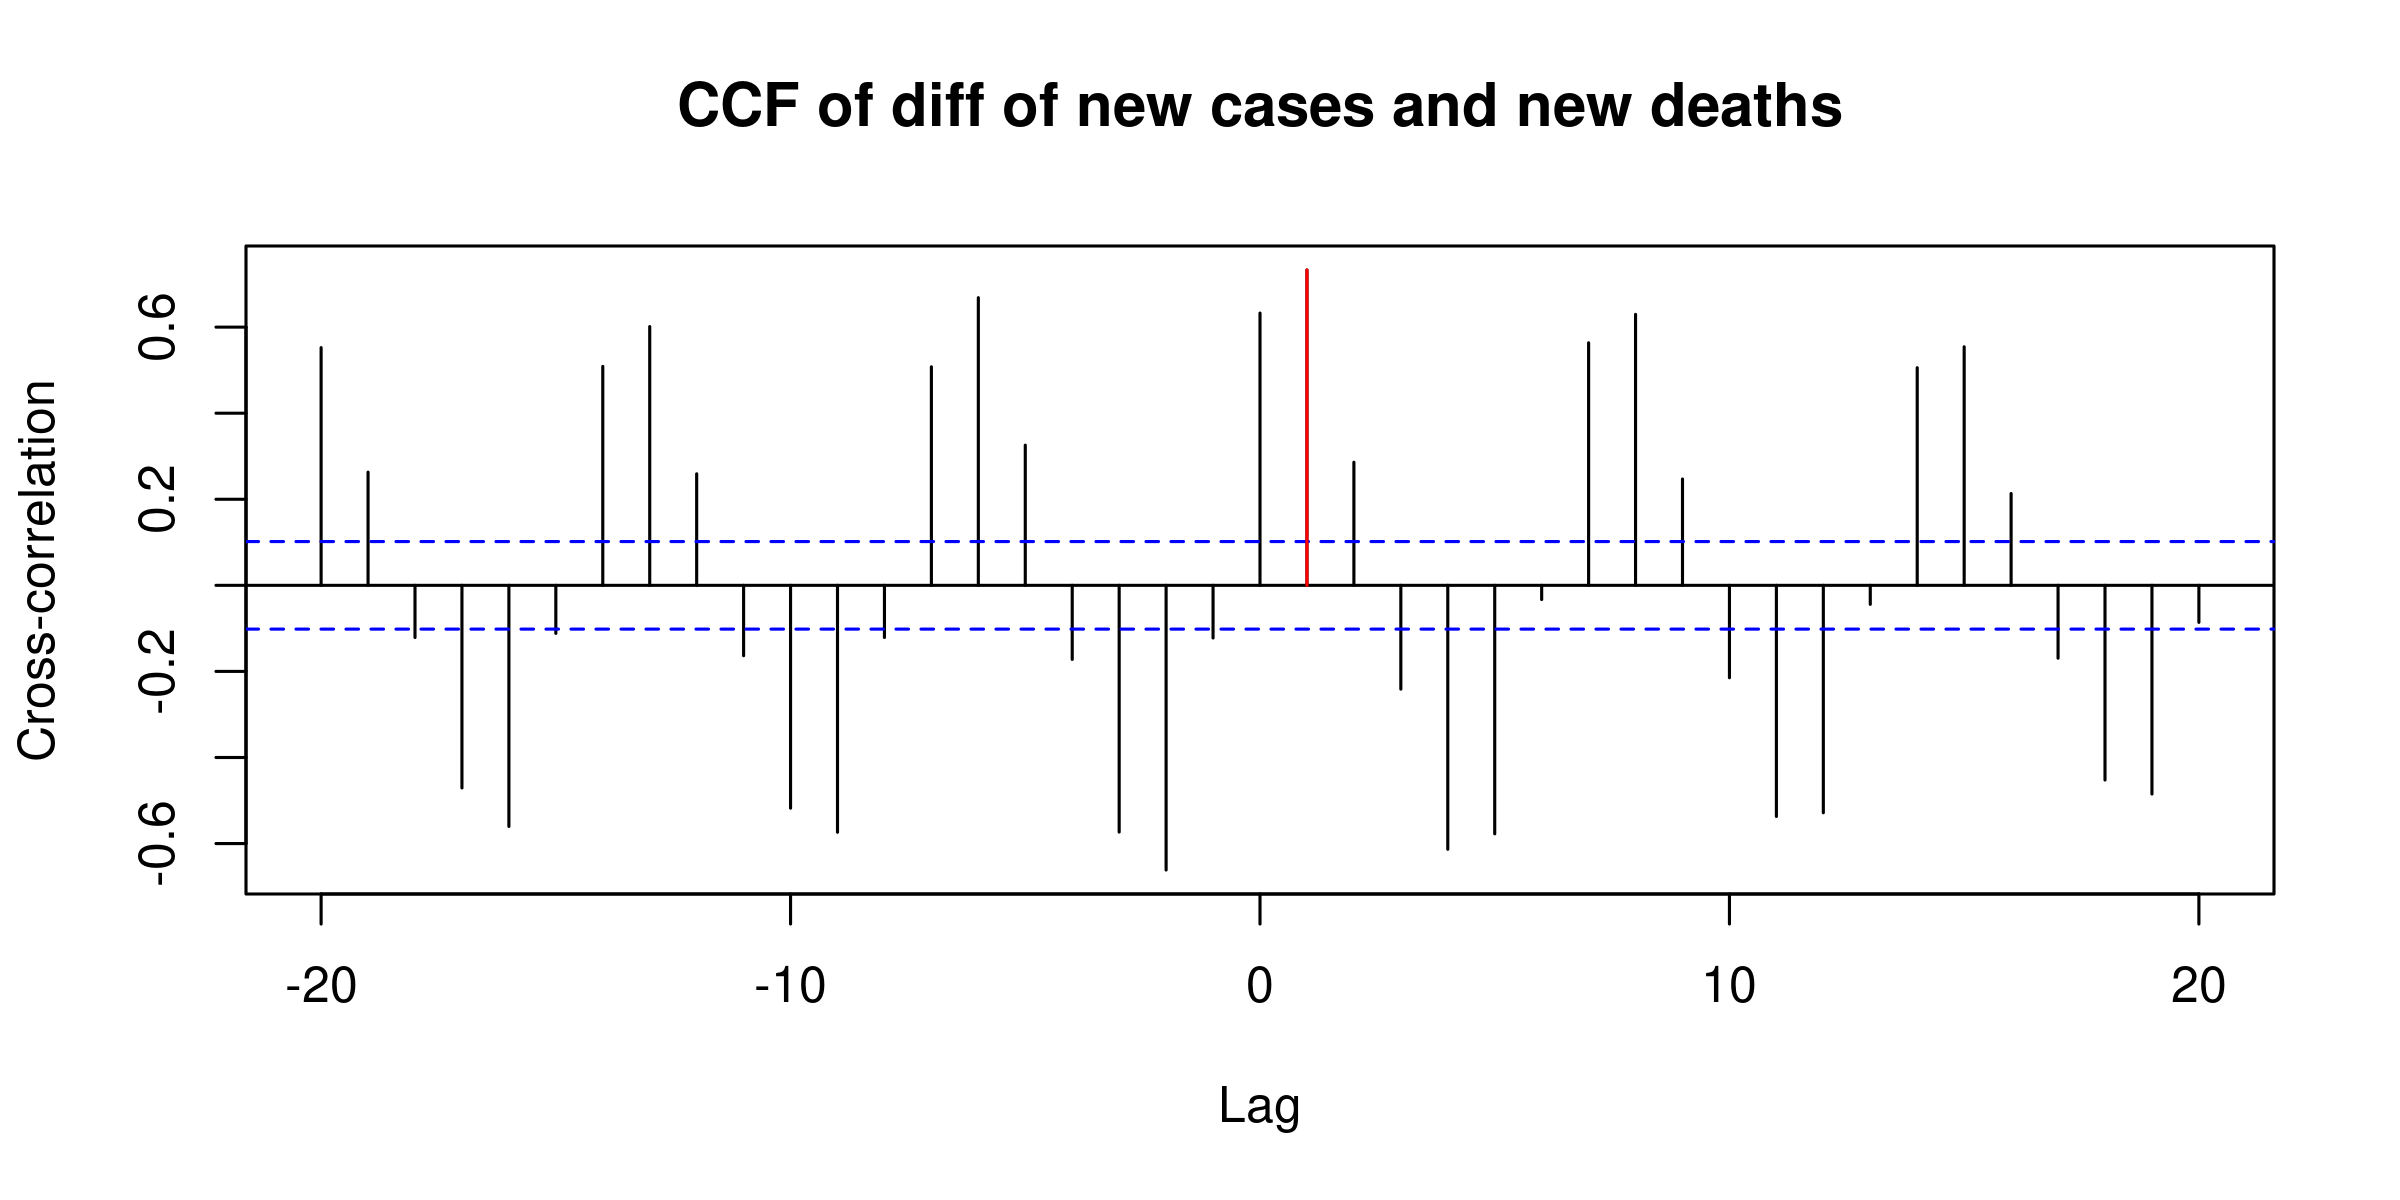 CCF of diff of new cases and new deaths
Cross-correlation
0.6
0.2
-0.2
-0.6
-20 -10 0 10 20
Lag